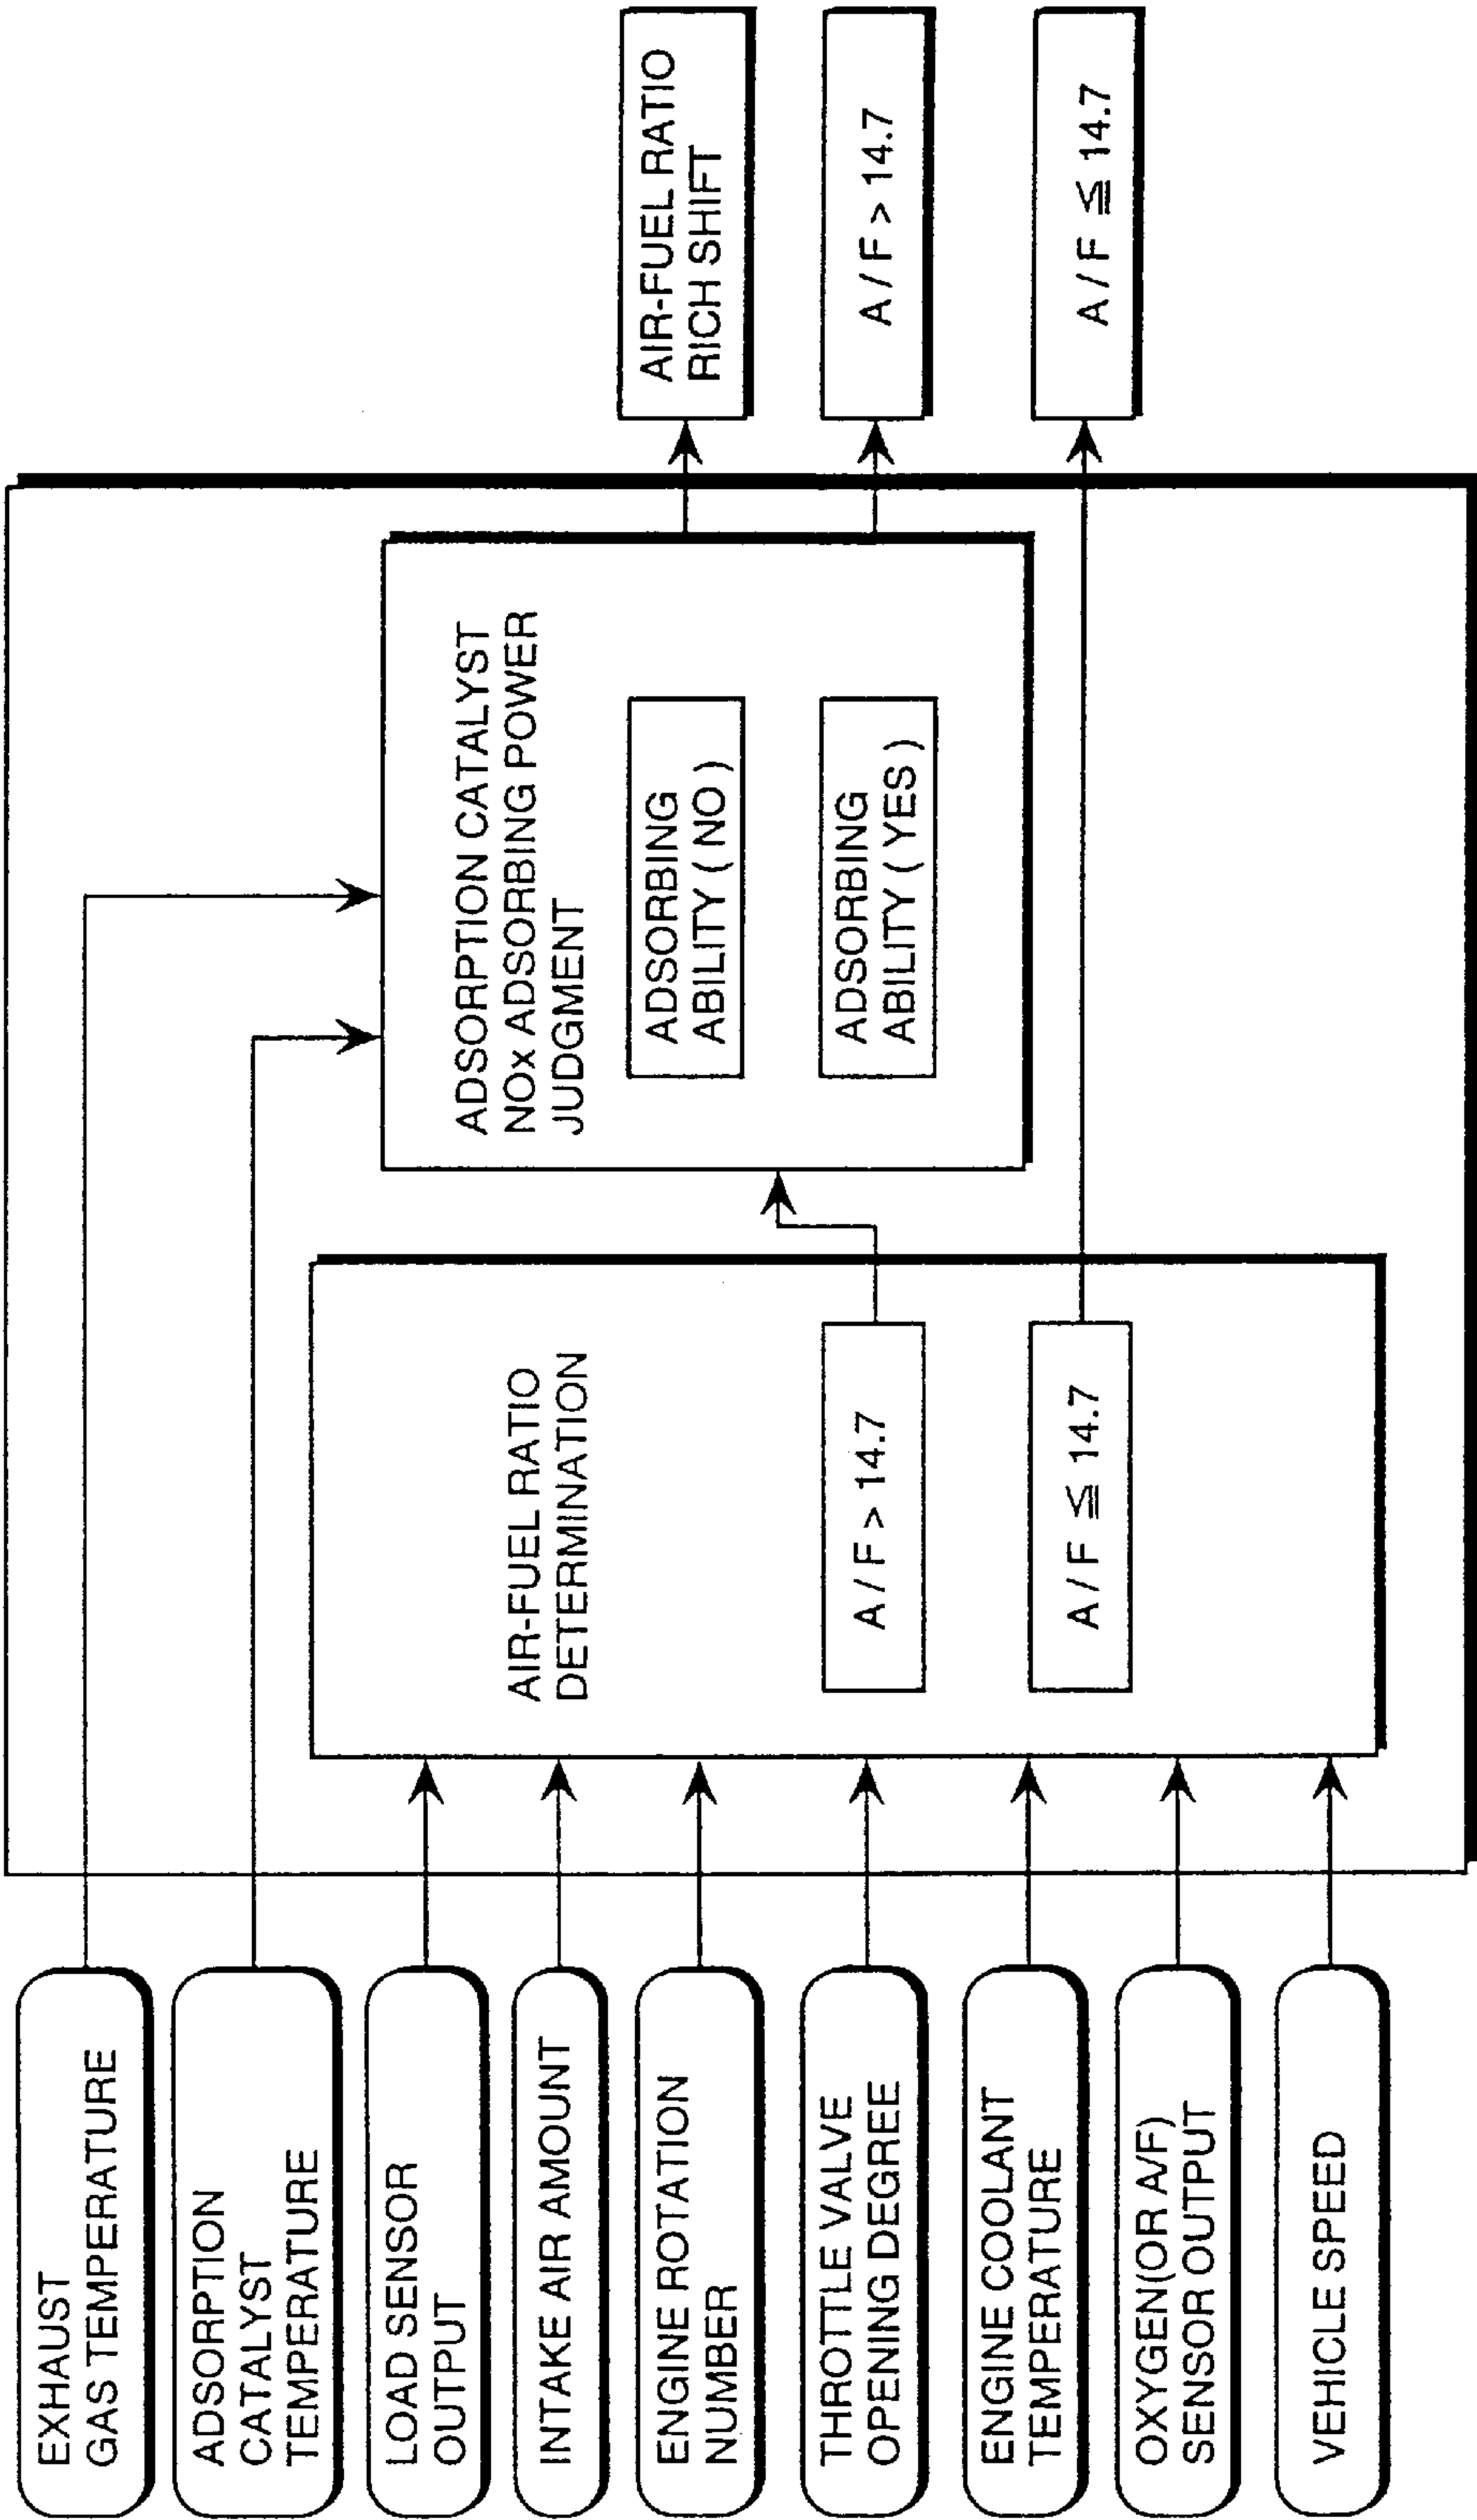 EXHAUST
GAS TEMPERATURE
ADSORPTION
CATALYST
TEMPERATURE
LOAD SENSOR
OUTPUT
INTAKE AIR AMOUNT
ENGINE ROTATION
NUMBER
THROTTLE VALVE
OPENING DEGREE
ENGINE COOLANT
TEMPERATURE
OXYGEN(OR A/F)
SENSOR OUTPUT
VEHICLE SPEED
AIR-FUEL RATIO
DETERMINATION
A / F > 14.7
A / F ≦ 14.7
ADSORPTION CATALYST
NOx ADSORBING POWER
JUDGMENT
ADSORBING
ABILITY ( NO )
ADSORBING
ABILITY ( YES )
AIR-FUEL RATIO
RICH SHIFT
A / F > 14.7
A / F ≦ 14.7